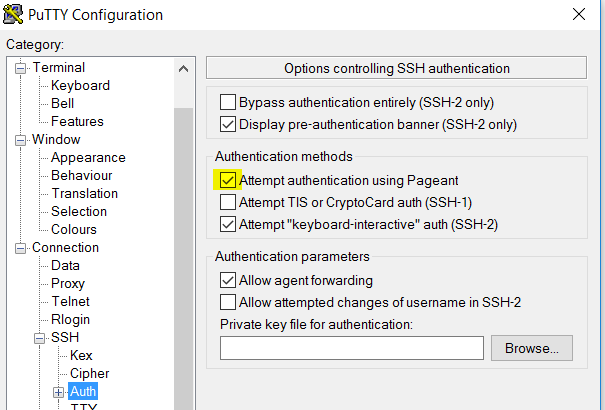 PuTTY Configuration
Category:
Terminal
Keyboard
Bell
Features
Window
Appearance
Behaviour
Translation
Selection
Colours
Connection
Data
Proxy
Telnet
Rlogin
SSH
Kex
Cipher
Auth
TTY
Options controlling SSH authentication
Bypass authentication entirely (SSH-2 only)
Display pre-authentication banner (SSH-2 only)
Authentication methods
Attempt authentication using Pageant
Attempt TIS or CryptoCard auth (SSH-1)
Attempt "keyboard-interactive" auth (SSH-2)
Authentication parameters
Allow agent forwarding
Allow attempted changes of username in SSH-2
Private key file for authentication:
Browse...